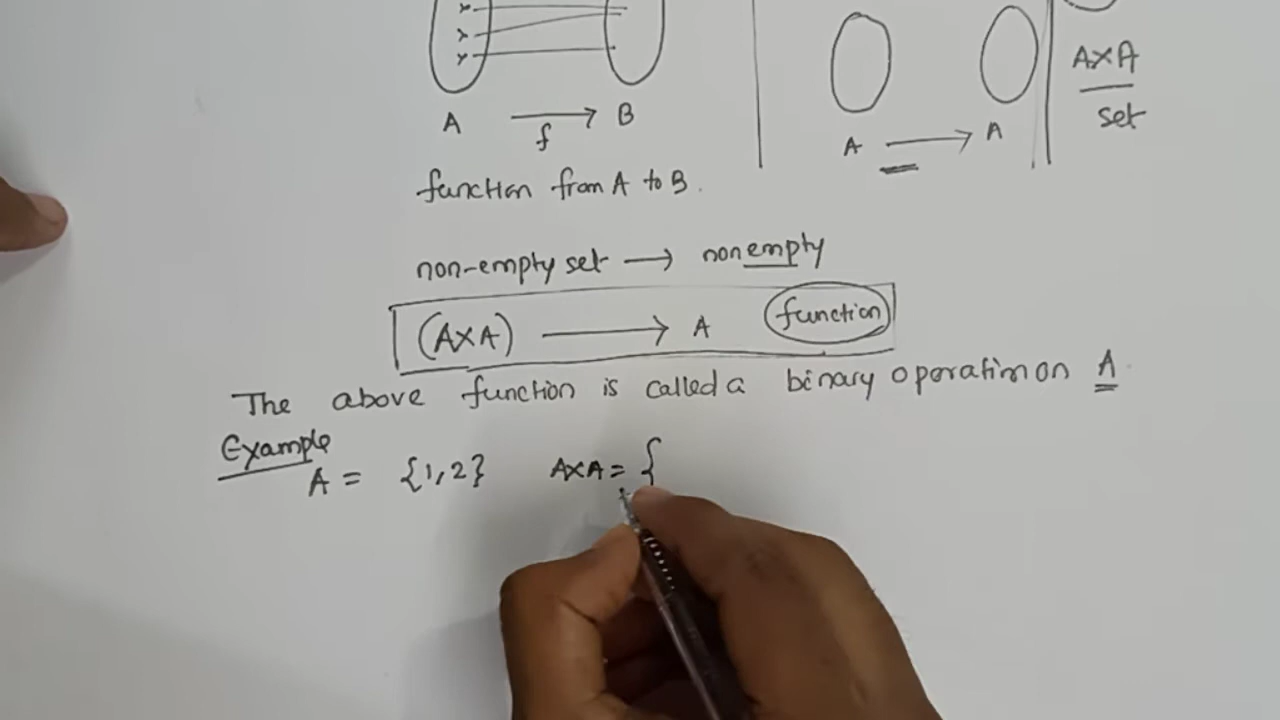 A f B
function from A to B.
A → A
A×A
set
non-empty set → nonempty
(A×A) → A function
The above function is called a binary operation on A
Example
A = {1,2} A×A = {